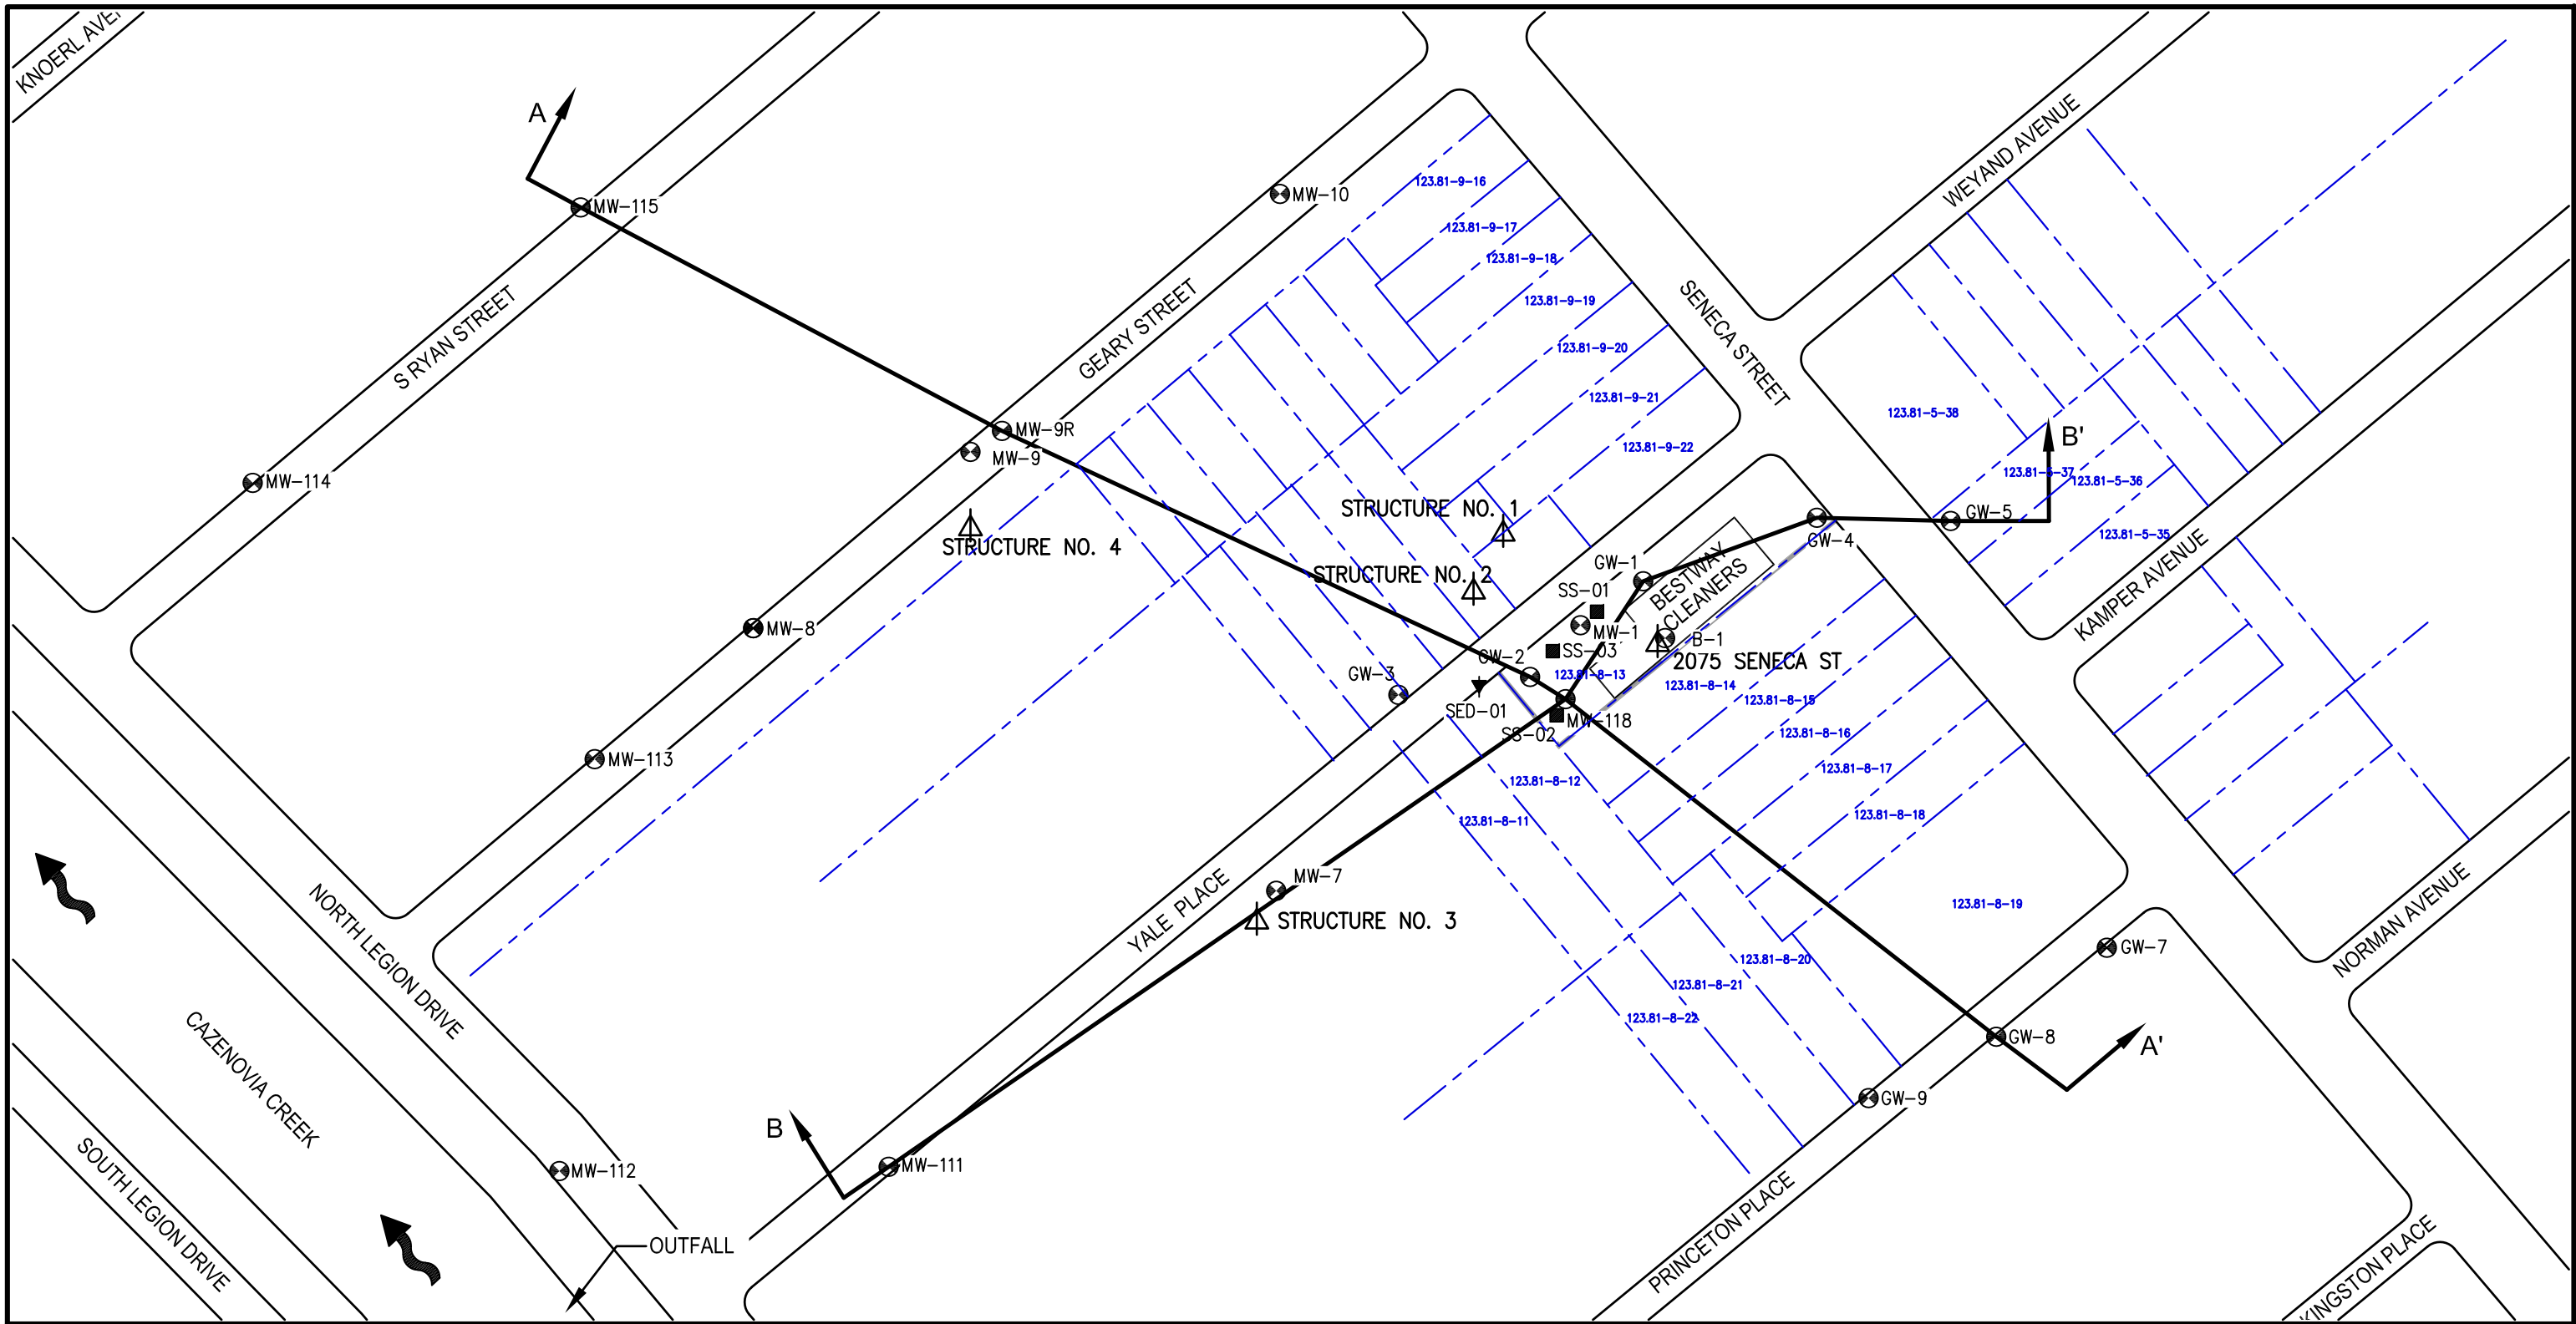 KNOERL AVEN
A
MW-115
MW-10
123.81-9-16
123.81-9-17
123.81-9-18
123.81-9-19
123.81-9-20
123.81-9-21
123.81-9-22
WEYAND AVENUE
SENECA STREET
GEARY STREET
S RYAN STREET
MW-114
MW-9R
MW-9
STRUCTURE NO. 4
STRUCTURE NO. 1
STRUCTURE NO. 2
123.81-5-38
123.81-5-37
123.81-5-36
123.81-5-35
B'
GW-5
GW-4
GW-1
BESTWAY
CLEANERS
SS-01
MW-1
B-1
SS-03
2075 SENECA ST
KAMPER AVENUE
MW-8
GW-2
GW-3
123.81-8-13
123.81-8-14
123.81-8-15
SED-01
MW-118
SS-02
123.81-8-16
123.81-8-17
123.81-8-18
123.81-8-12
123.81-8-11
MW-113
MW-7
STRUCTURE NO. 3
YALE PLACE
123.81-8-19
123.81-8-20
123.81-8-21
123.81-8-22
GW-7
NORMAN AVENUE
NORTH LEGION DRIVE
CAZENOVIA CREEK
SOUTH LEGION DRIVE
GW-8
A'
GW-9
B
MW-111
MW-112
OUTFALL
PRINCETON PLACE
KINGSTON PLACE